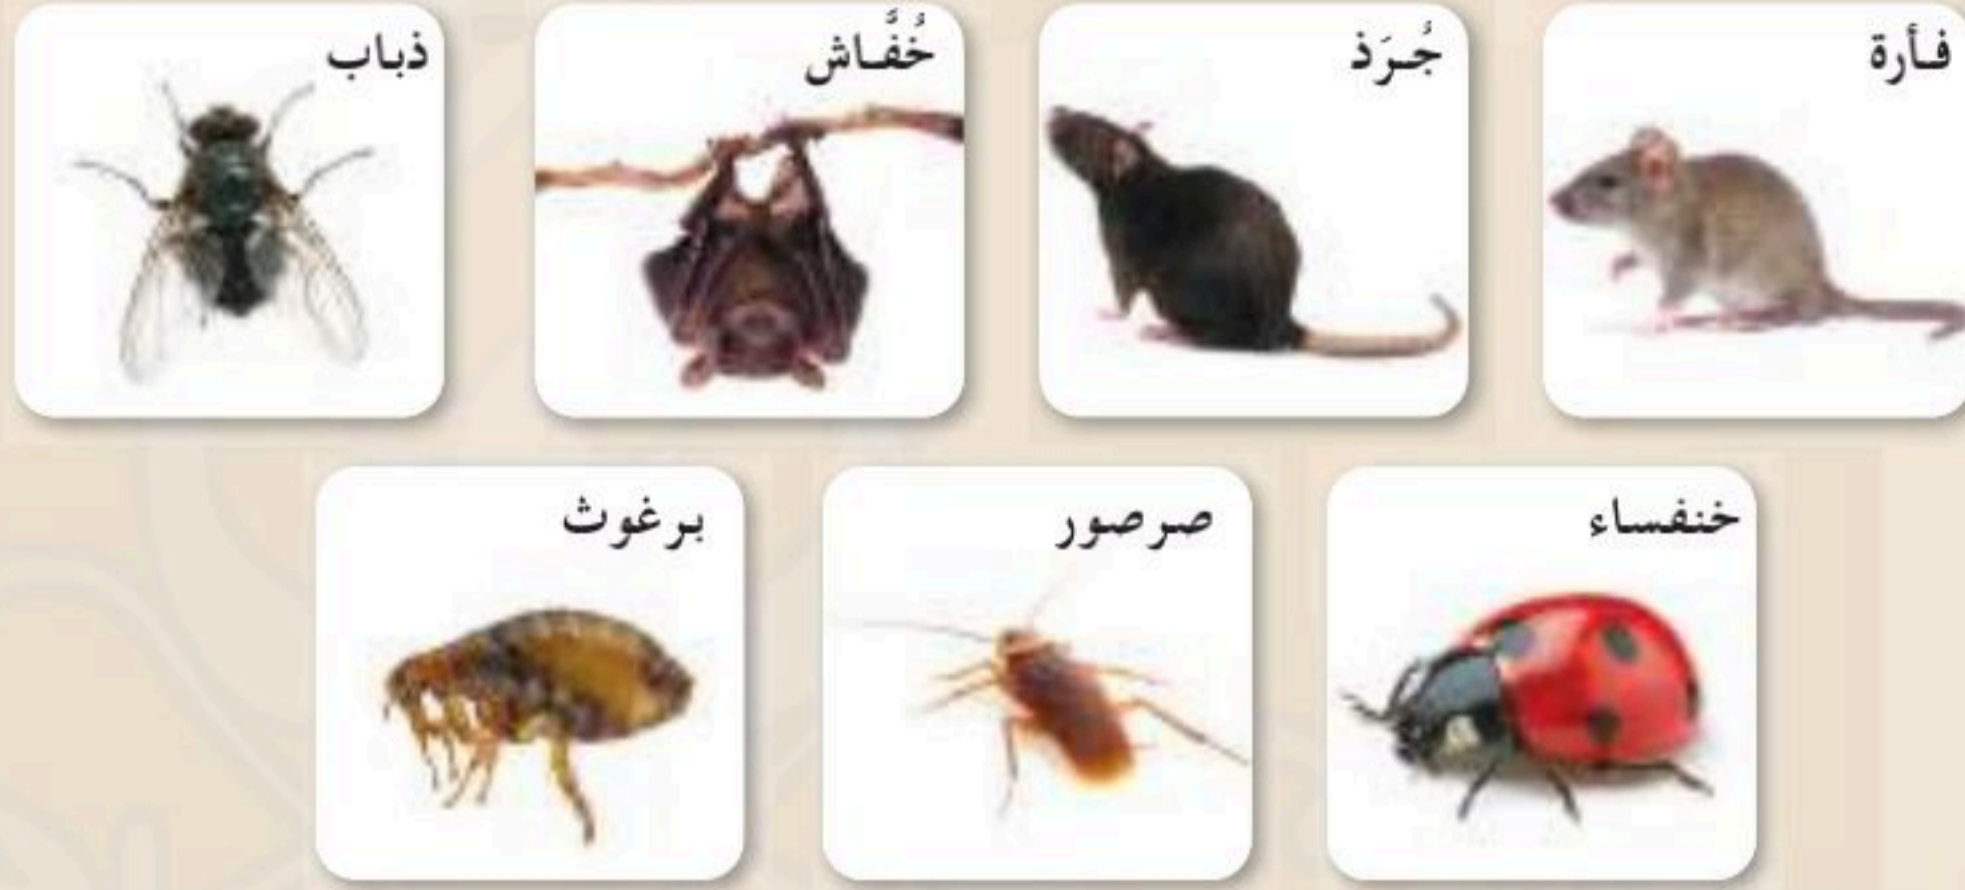 فأرة
جُرَذ
خُفَّاش
ذباب
خنفساء
صرصور
برغوث